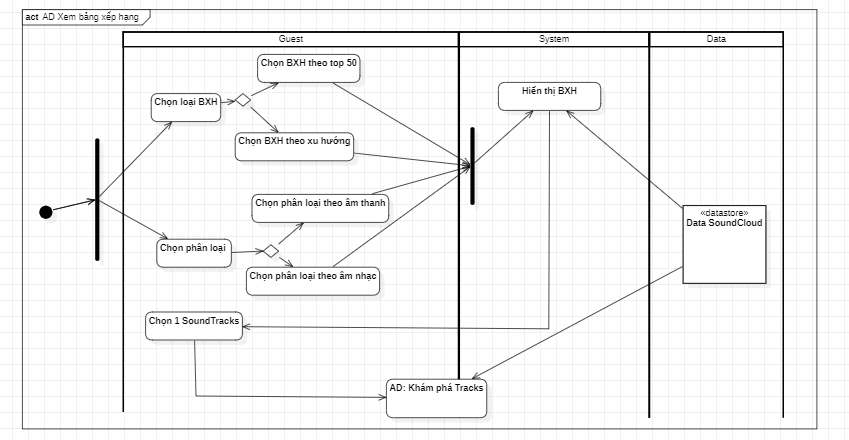 act AD Xem bảng xếp hạng
Guest
System
Data
Chọn BXH theo top 50
Hiển thị BXH
Chọn loại BXH
Chọn BXH theo xu hướng
Chọn phân loại theo âm thanh
«datastore»
Data SoundCloud
Chọn phân loại
Chọn phân loại theo âm nhạc
Chọn 1 SoundTracks
AD: Khám phá Tracks